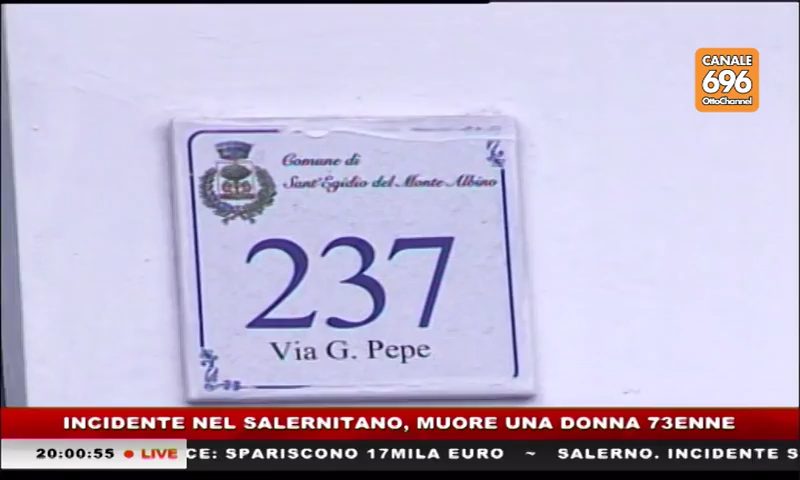 CANALE
696
OttoChannel
Comune di
Sant'Egidio del Monte Albino
237
Via G. Pepe
INCIDENTE NEL SALERNITANO, MUORE UNA DONNA 73ENNE
20:00:55 ● LIVE CE: SPARISCONO 17MILA EURO ~ SALERNO. INCIDENTE S